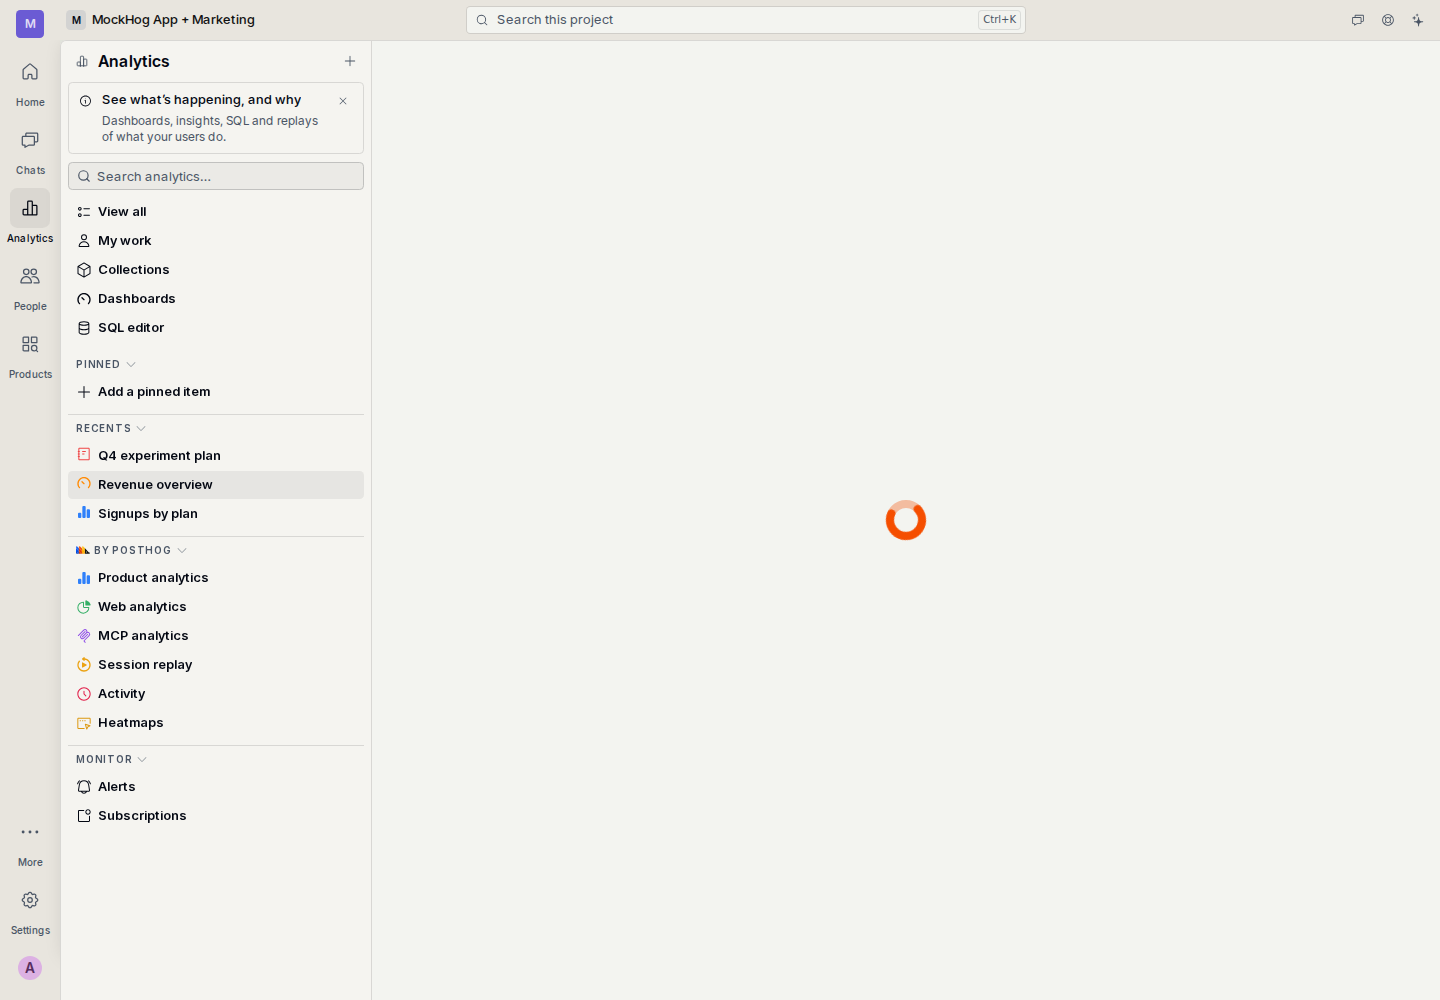 M
M MockHog App + Marketing
Search this project
Ctrl+K
Home
Chats
Analytics
People
Products
More
Settings
A
Analytics
See what's happening, and why
Dashboards, insights, SQL and replays
of what your users do.
Search analytics...
View all
My work
Collections
Dashboards
SQL editor
PINNED
Add a pinned item
RECENTS
Q4 experiment plan
Revenue overview
Signups by plan
BY POSTHOG
Product analytics
Web analytics
MCP analytics
Session replay
Activity
Heatmaps
MONITOR
Alerts
Subscriptions